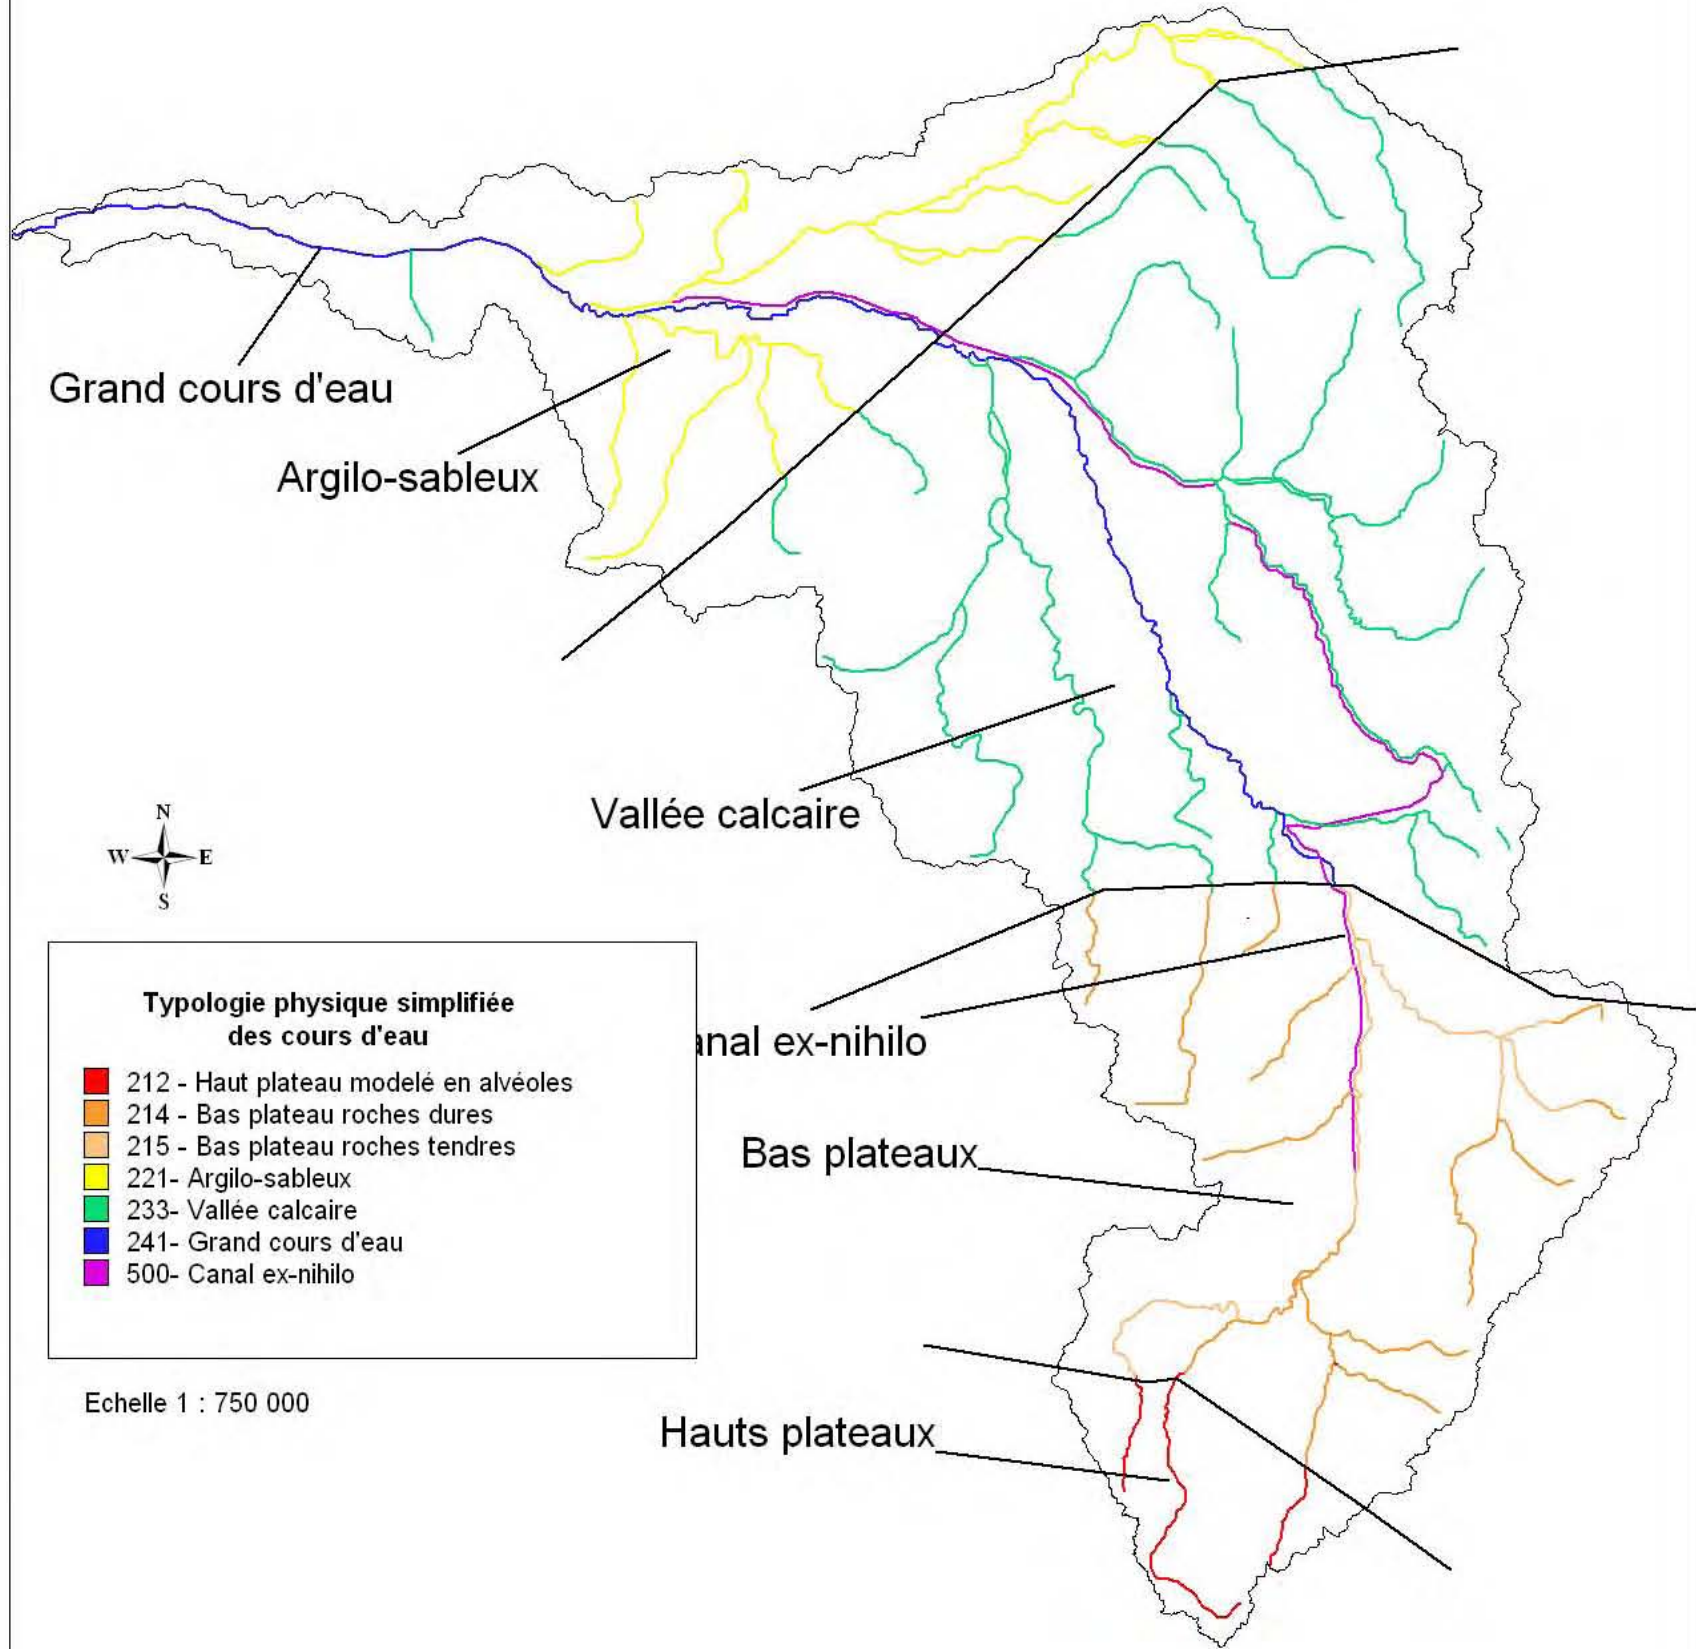 Grand cours d'eau
Argilo-sableux
Vallée calcaire
N
W E
S
anal ex-nihilo
Typologie physique simplifiée
des cours d'eau
212 - Haut plateau modelé en alvéoles
214 - Bas plateau roches dures
215 - Bas plateau roches tendres
221- Argilo-sableux
233- Vallée calcaire
241- Grand cours d'eau
500- Canal ex-nihilo
Bas plateaux
Echelle 1 : 750 000
Hauts plateaux